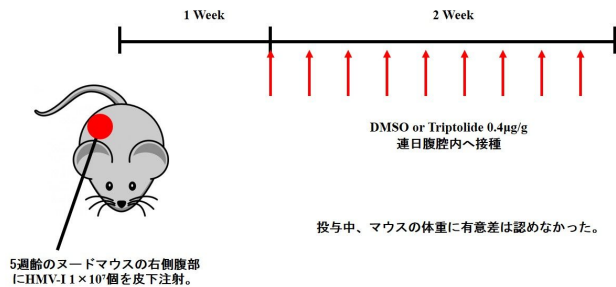 1 Week
2 Week
DMSO or Triptolide 0.4μg/g
連日腹腔内へ接種
投与中、マウスの体重に有意差は認めなかった。
5週齢のヌードマウスの右側腹部
にHMV-I 1×10⁷個を皮下注射。